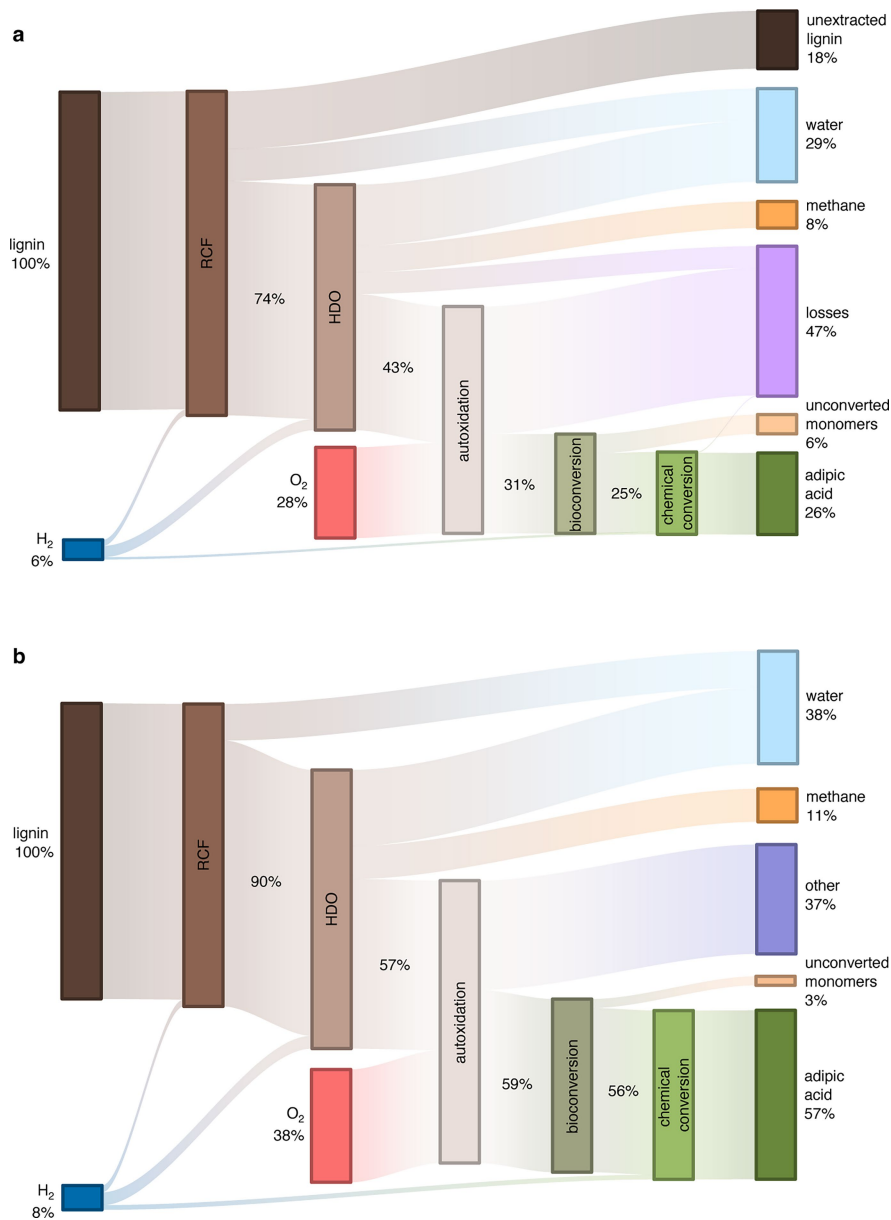 a
unextracted
lignin
18%
water
29%
methane
8%
losses
47%
unconverted
monomers
6%
adipic
acid
26%
lignin
100%
RCF
74%
HDO
43%
autoxidation
O₂
28%
31%
bioconversion
25%
chemical
conversion
H₂
6%
b
water
38%
methane
11%
other
37%
unconverted
monomers
3%
adipic
acid
57%
lignin
100%
RCF
90%
HDO
57%
autoxidation
O₂
38%
59%
bioconversion
56%
chemical
conversion
H₂
8%